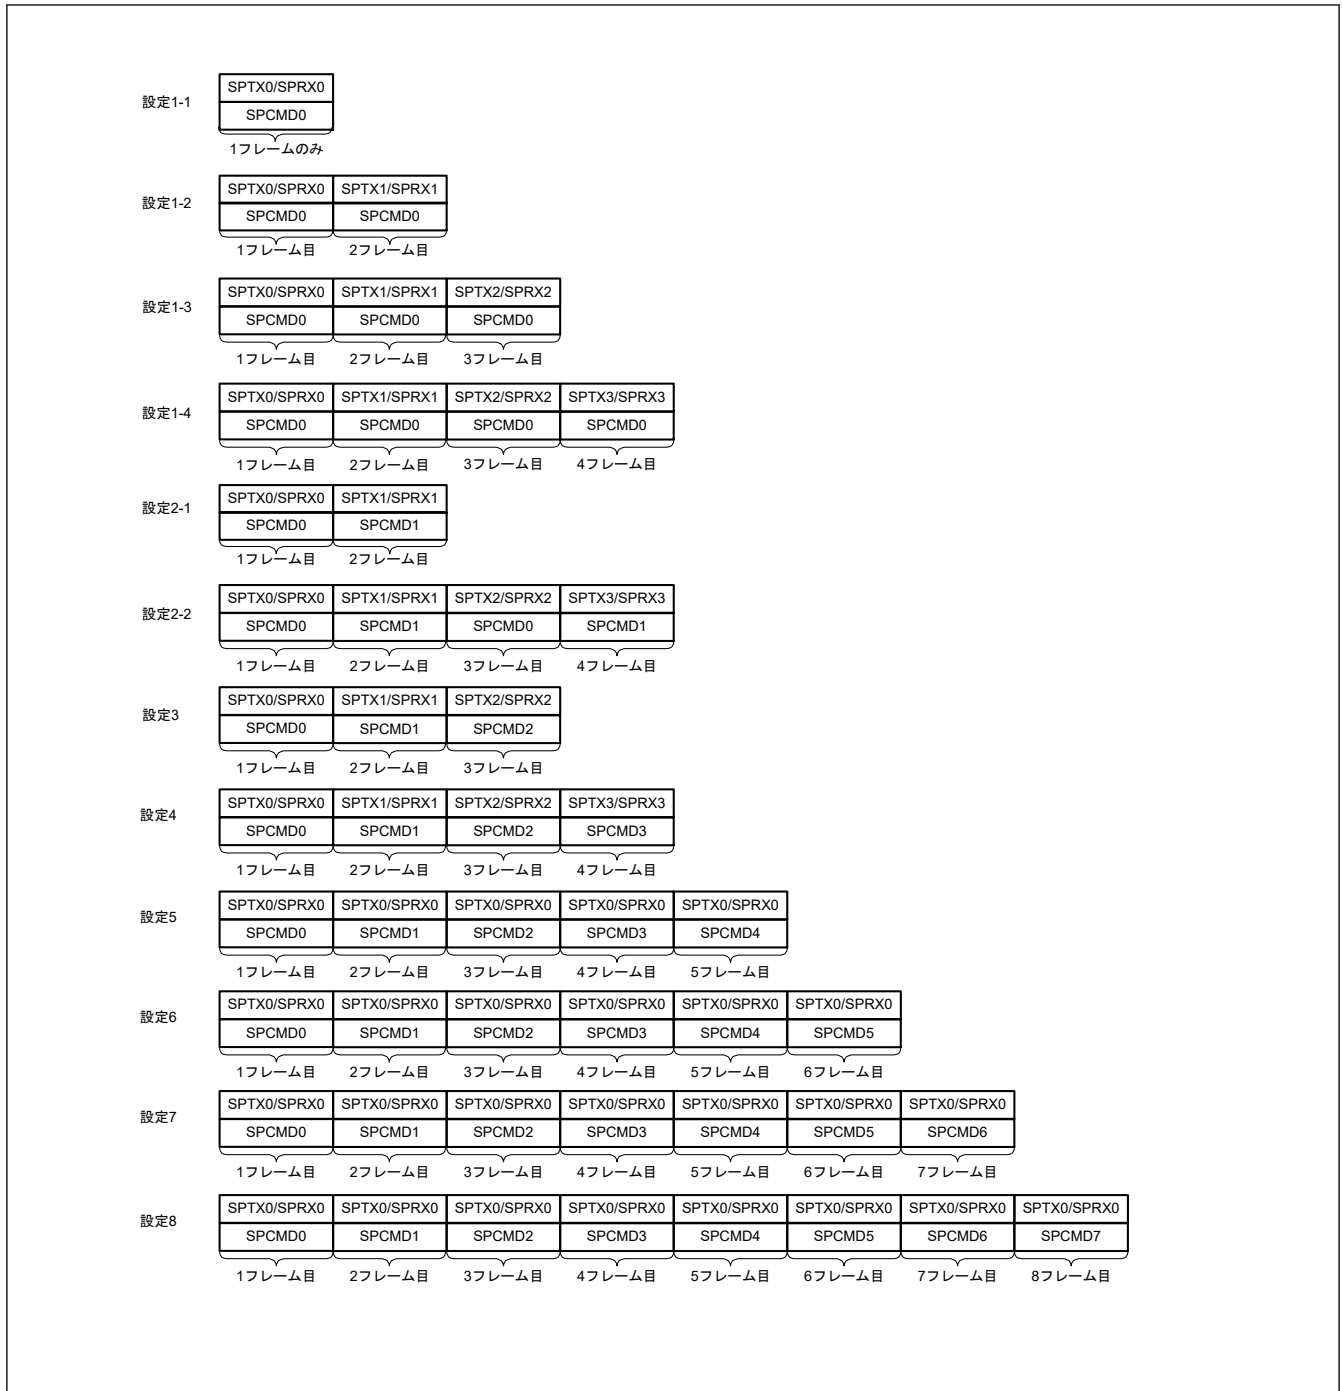 設定1-1
SPTX0/SPRX0
SPCMD0
1フレームのみ
設定1-2
SPTX0/SPRX0 SPTX1/SPRX1
SPCMD0 SPCMD0
1フレーム目 2フレーム目
設定1-3
SPTX0/SPRX0 SPTX1/SPRX1 SPTX2/SPRX2
SPCMD0 SPCMD0 SPCMD0
1フレーム目 2フレーム目 3フレーム目
設定1-4
SPTX0/SPRX0 SPTX1/SPRX1 SPTX2/SPRX2 SPTX3/SPRX3
SPCMD0 SPCMD0 SPCMD0 SPCMD0
1フレーム目 2フレーム目 3フレーム目 4フレーム目
設定2-1
SPTX0/SPRX0 SPTX1/SPRX1
SPCMD0 SPCMD1
1フレーム目 2フレーム目
設定2-2
SPTX0/SPRX0 SPTX1/SPRX1 SPTX2/SPRX2 SPTX3/SPRX3
SPCMD0 SPCMD1 SPCMD0 SPCMD1
1フレーム目 2フレーム目 3フレーム目 4フレーム目
設定3
SPTX0/SPRX0 SPTX1/SPRX1 SPTX2/SPRX2
SPCMD0 SPCMD1 SPCMD2
1フレーム目 2フレーム目 3フレーム目
設定4
SPTX0/SPRX0 SPTX1/SPRX1 SPTX2/SPRX2 SPTX3/SPRX3
SPCMD0 SPCMD1 SPCMD2 SPCMD3
1フレーム目 2フレーム目 3フレーム目 4フレーム目
設定5
SPTX0/SPRX0 SPTX0/SPRX0 SPTX0/SPRX0 SPTX0/SPRX0 SPTX0/SPRX0
SPCMD0 SPCMD1 SPCMD2 SPCMD3 SPCMD4
1フレーム目 2フレーム目 3フレーム目 4フレーム目 5フレーム目
設定6
SPTX0/SPRX0 SPTX0/SPRX0 SPTX0/SPRX0 SPTX0/SPRX0 SPTX0/SPRX0 SPTX0/SPRX0
SPCMD0 SPCMD1 SPCMD2 SPCMD3 SPCMD4 SPCMD5
1フレーム目 2フレーム目 3フレーム目 4フレーム目 5フレーム目 6フレーム目
設定7
SPTX0/SPRX0 SPTX0/SPRX0 SPTX0/SPRX0 SPTX0/SPRX0 SPTX0/SPRX0 SPTX0/SPRX0 SPTX0/SPRX0
SPCMD0 SPCMD1 SPCMD2 SPCMD3 SPCMD4 SPCMD5 SPCMD6
1フレーム目 2フレーム目 3フレーム目 4フレーム目 5フレーム目 6フレーム目 7フレーム目
設定8
SPTX0/SPRX0 SPTX0/SPRX0 SPTX0/SPRX0 SPTX0/SPRX0 SPTX0/SPRX0 SPTX0/SPRX0 SPTX0/SPRX0 SPTX0/SPRX0
SPCMD0 SPCMD1 SPCMD2 SPCMD3 SPCMD4 SPCMD5 SPCMD6 SPCMD7
1フレーム目 2フレーム目 3フレーム目 4フレーム目 5フレーム目 6フレーム目 7フレーム目 8フレーム目